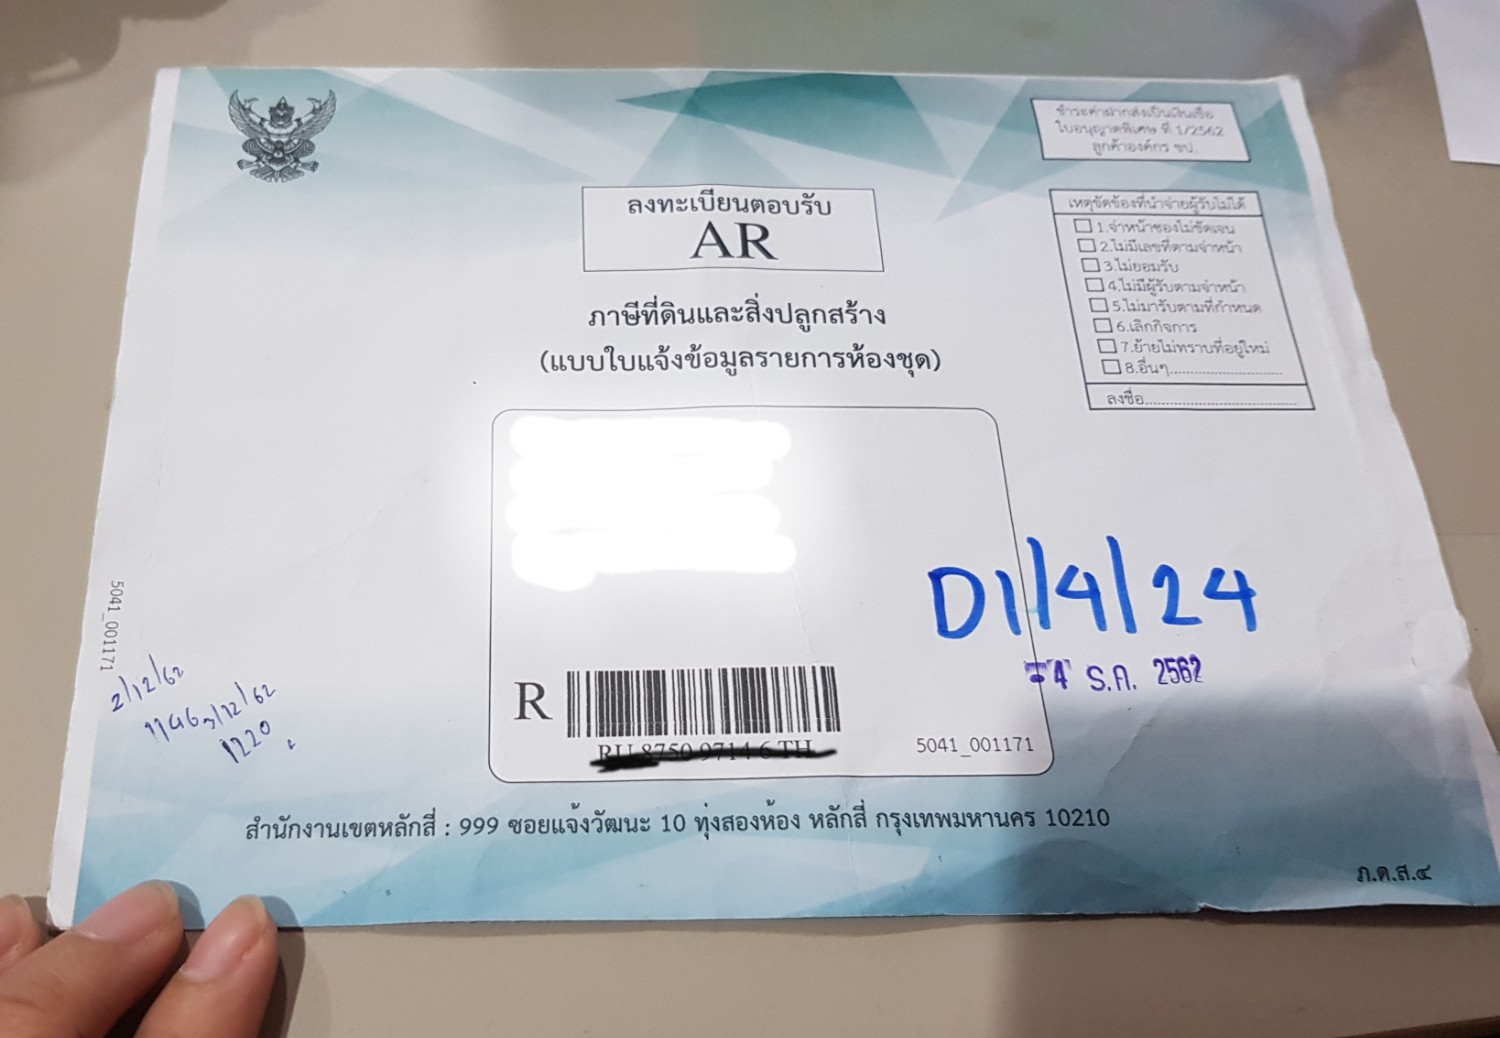 ชำระค่าฝากส่งเป็นเงินเชื่อ
ใบอนุญาตพิเศษ ที่ 1/2562
ลูกค้าองค์กร ขป.
ลงทะเบียนตอบรับ
AR
ภาษีที่ดินและสิ่งปลูกสร้าง
(แบบใบแจ้งข้อมูลรายการห้องชุด)
เหตุขัดข้องที่นำจ่ายผู้รับไม่ได้
1.จ่าหน้าซองไม่ชัดเจน
2.ไม่มีเลขที่ตามจ่าหน้า
3.ไม่ยอมรับ
4.ไม่มีผู้รับตามจ่าหน้า
5.ไม่มารับตามที่กำหนด
6.เลิกกิจการ
7.ย้ายไม่ทราบที่อยู่ใหม่
8.อื่นๆ..............................
ลงชื่อ........................................
D1/4/24
4 ธ.ค. 2562
5041_001171
2/12/62
1146
3/12/62
1220
R
5041_001171
สำนักงานเขตหลักสี่ : 999 ซอยแจ้งวัฒนะ 10 ทุ่งสองห้อง หลักสี่ กรุงเทพมหานคร 10210
ภ.ด.ส.๔